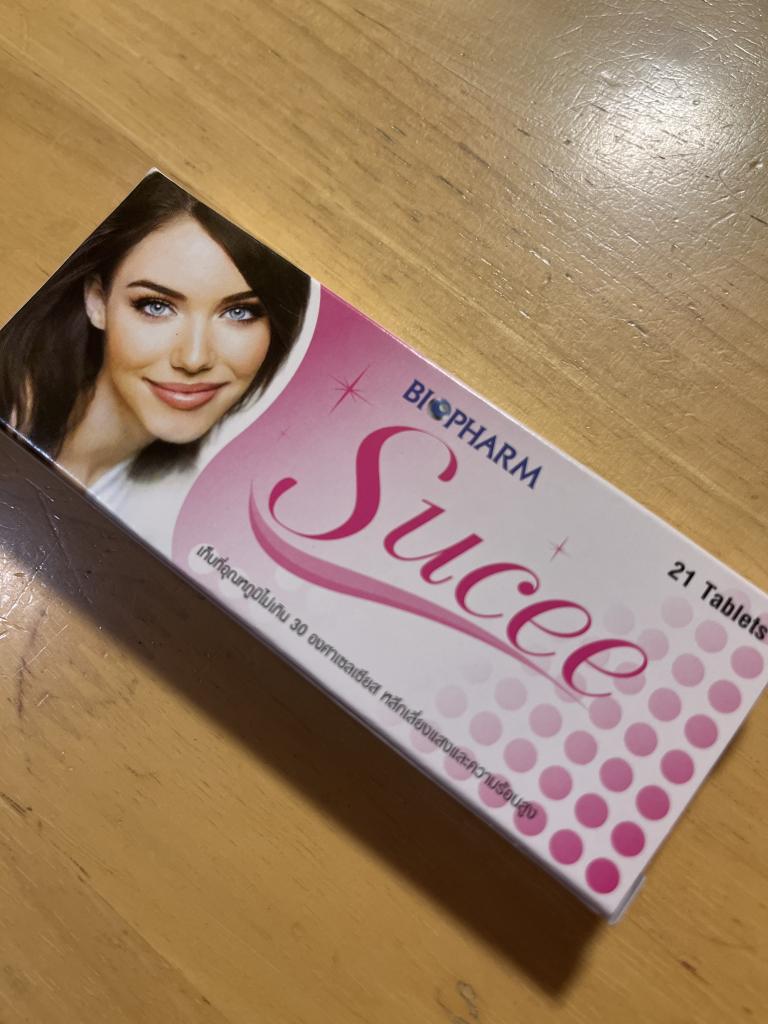 BIOPHARM
Sucee
21 Tablets
เก็บที่อุณหภูมิไม่เกิน 30 องศาเซลเซียส หลีกเลี่ยงแสงและความร้อนสูง